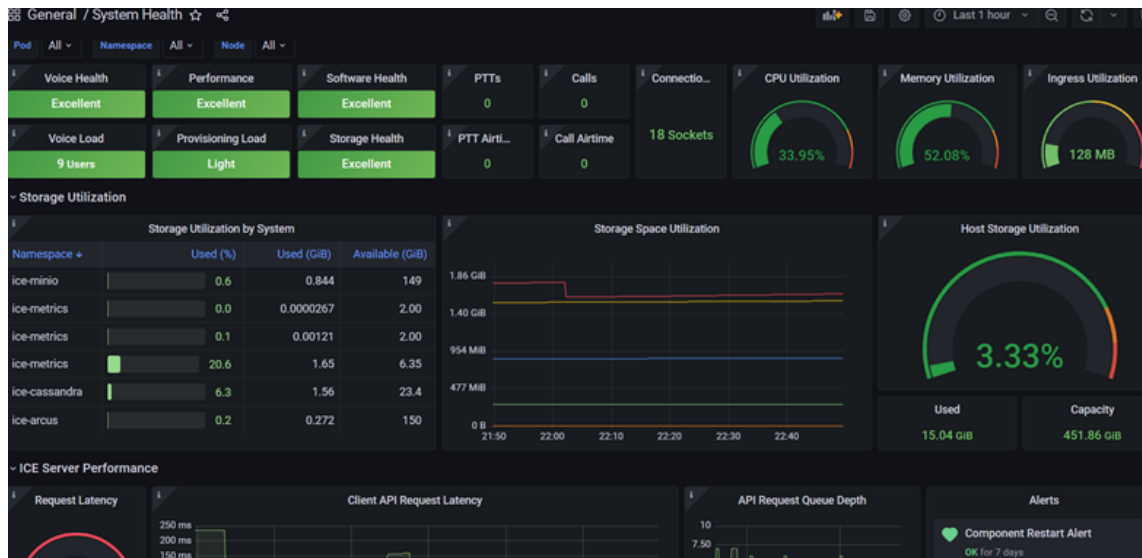 General / System Health
Last 1 hour
Pod All Namespace All Node All
Voice Health Performance Software Health PTTs Calls Connectio... CPU Utilization Memory Utilization Ingress Utilization
Excellent Excellent Excellent 0 0
18 Sockets 33.95% 52.08% 128 MB
Voice Load Provisioning Load Storage Health PTT Airti... Call Airtime
9 Users Light Excellent 0 0
Storage Utilization
Storage Utilization by System
Namespace Used (%) Used (GiB) Available (GiB)
ice-minio 0.6 0.844 149
ice-metrics 0.0 0.0000267 2.00
ice-metrics 0.1 0.00121 2.00
ice-metrics 20.6 1.65 6.35
ice-cassandra 6.3 1.56 23.4
ice-arcus 0.2 0.272 150
Storage Space Utilization
1.86 GiB
1.40 GiB
954 MiB
477 MiB
0 B
21:50 22:00 22:10 22:20 22:30 22:40
Host Storage Utilization
3.33%
Used Capacity
15.04 GiB 451.86 GiB
ICE Server Performance
Request Latency
Client API Request Latency
250 ms
200 ms
150 ms
API Request Queue Depth
10
7.50
Alerts
Component Restart Alert
OK for 7 days